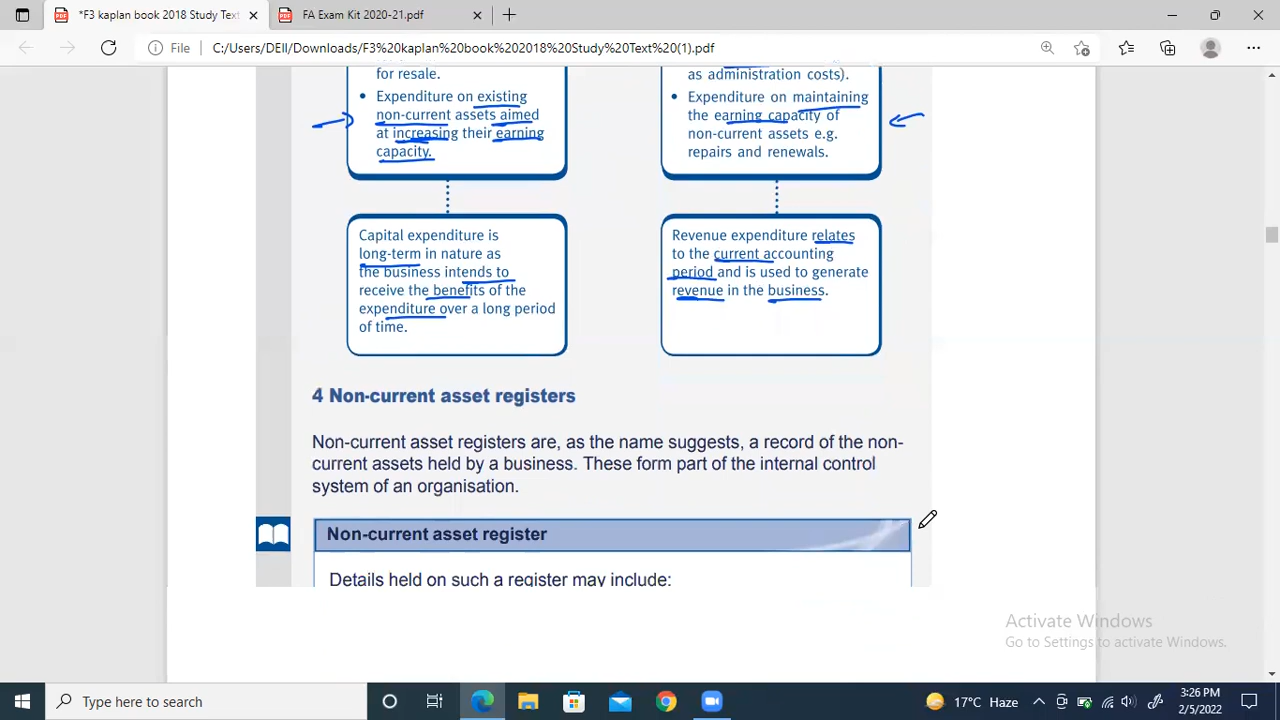 *F3 kaplan book 2018 Study Text
FA Exam Kit 2020-21.pdf
File
C:/Users/DEll/Downloads/F3%20kaplan%20book%202018%20Study%20Text%20(1).pdf
for resale.
• Expenditure on existing
non-current assets aimed
at increasing their earning
capacity.
as administration costs).
• Expenditure on maintaining
the earning capacity of
non-current assets e.g.
repairs and renewals.
Capital expenditure is
long-term in nature as
the business intends to
receive the benefits of the
expenditure over a long period
of time.
Revenue expenditure relates
to the current accounting
period and is used to generate
revenue in the business.
4 Non-current asset registers
Non-current asset registers are, as the name suggests, a record of the non-
current assets held by a business. These form part of the internal control
system of an organisation.
Non-current asset register
Details held on such a register may include:
Activate Windows
Go to Settings to activate Windows.
Type here to search
17°C Haze
3:26 PM
2/5/2022